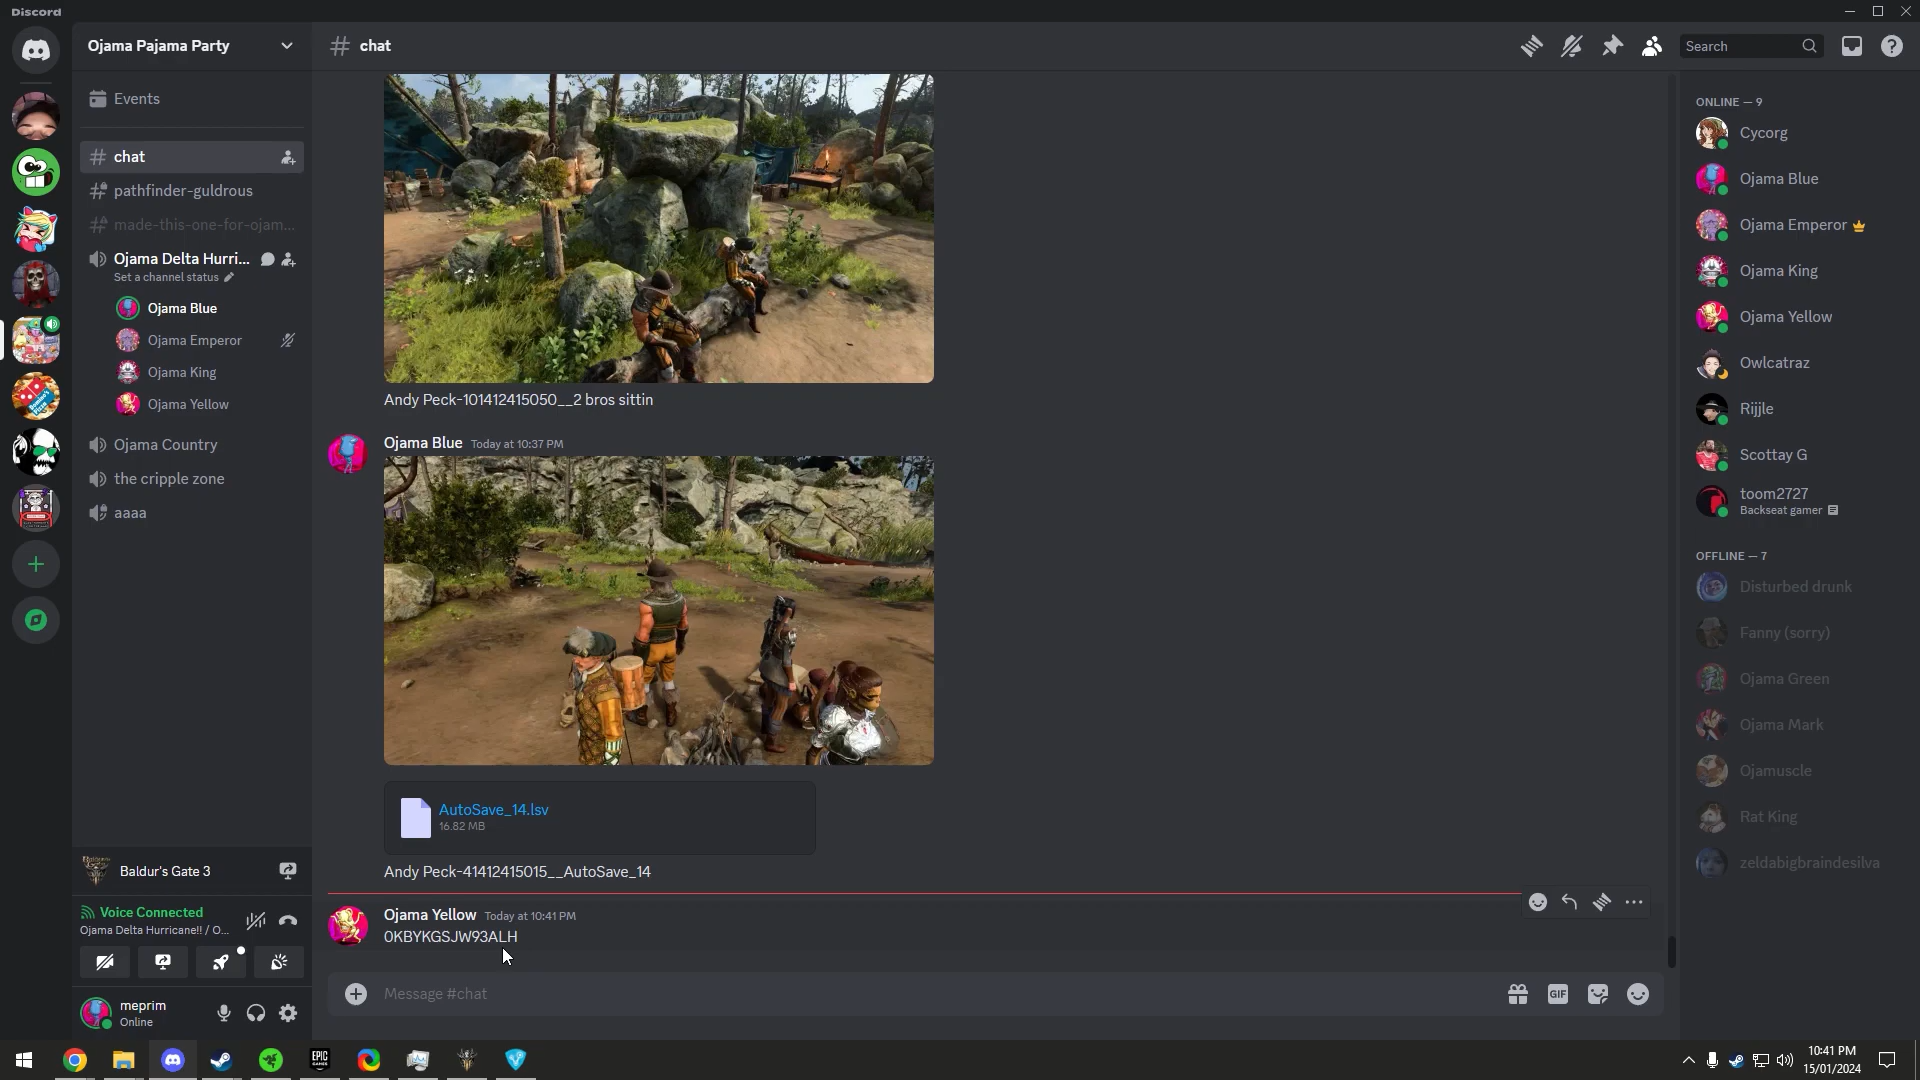 Discord
Ojama Pajama Party
Events
chat
pathfinder-guldrous
made-this-one-for-ojam...
Ojama Delta Hurri...
Set a channel status
Ojama Blue
Ojama Emperor
Ojama King
Ojama Yellow
Ojama Country
the cripple zone
aaaa
Baldur's Gate 3
Voice Connected
Ojama Delta Hurricane!! / O...
meprim
Online
chat
Search
Andy Peck-101412415050__2 bros sittin
Ojama Blue Today at 10:37 PM
AutoSave_14.lsv
16.82 MB
Andy Peck-41412415015__AutoSave_14
Ojama Yellow Today at 10:41 PM
0KBYKGSJW93ALH
Message #chat
GIF
ONLINE — 9
Cycorg
Ojama Blue
Ojama Emperor
Ojama King
Ojama Yellow
Owlcatraz
Rijjle
Scottay G
toom2727
Backseat gamer
OFFLINE — 7
Disturbed drunk
Fanny (sorry)
Ojama Green
Ojama Mark
Ojamuscle
Rat King
zeldabigbraindesilva
EPIC
10:41 PM
15/01/2024